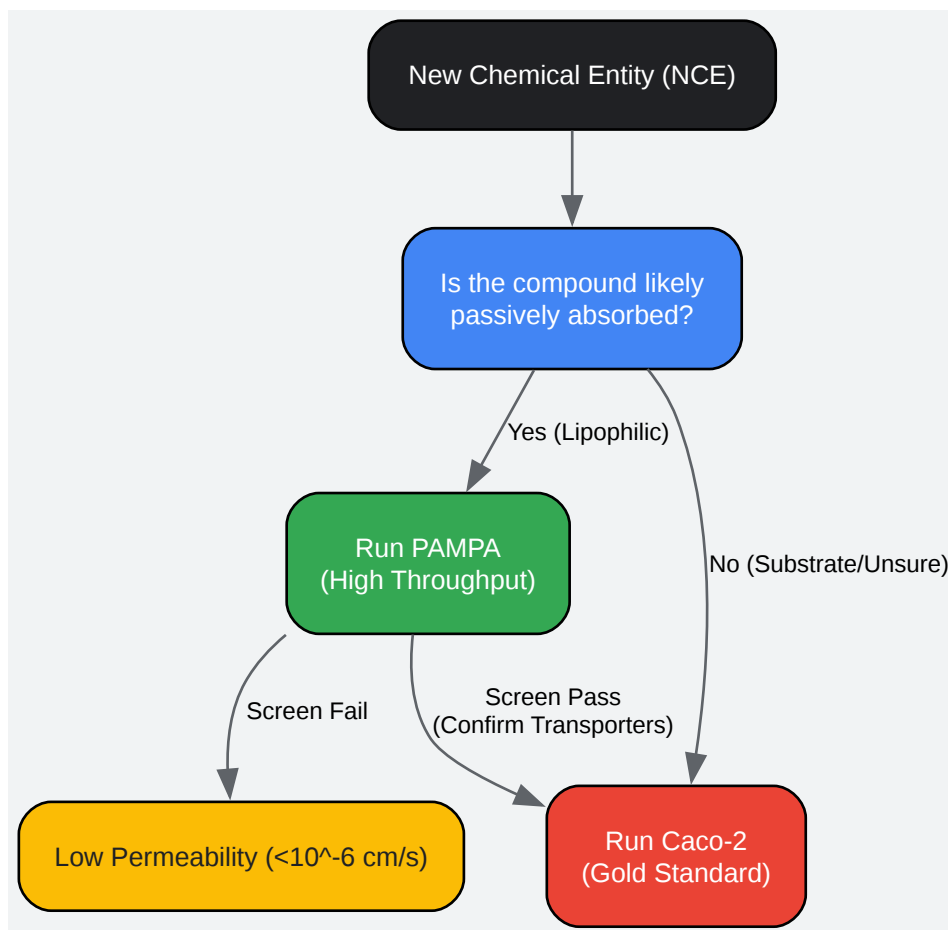 New Chemical Entity (NCE)
Is the compound likely
passively absorbed?
Yes (Lipophilic)
Run PAMPA
(High Throughput)
No (Substrate/Unsure)
Screen Fail
Screen Pass
(Confirm Transporters)
Low Permeability (<10^-6 cm/s)
Run Caco-2
(Gold Standard)